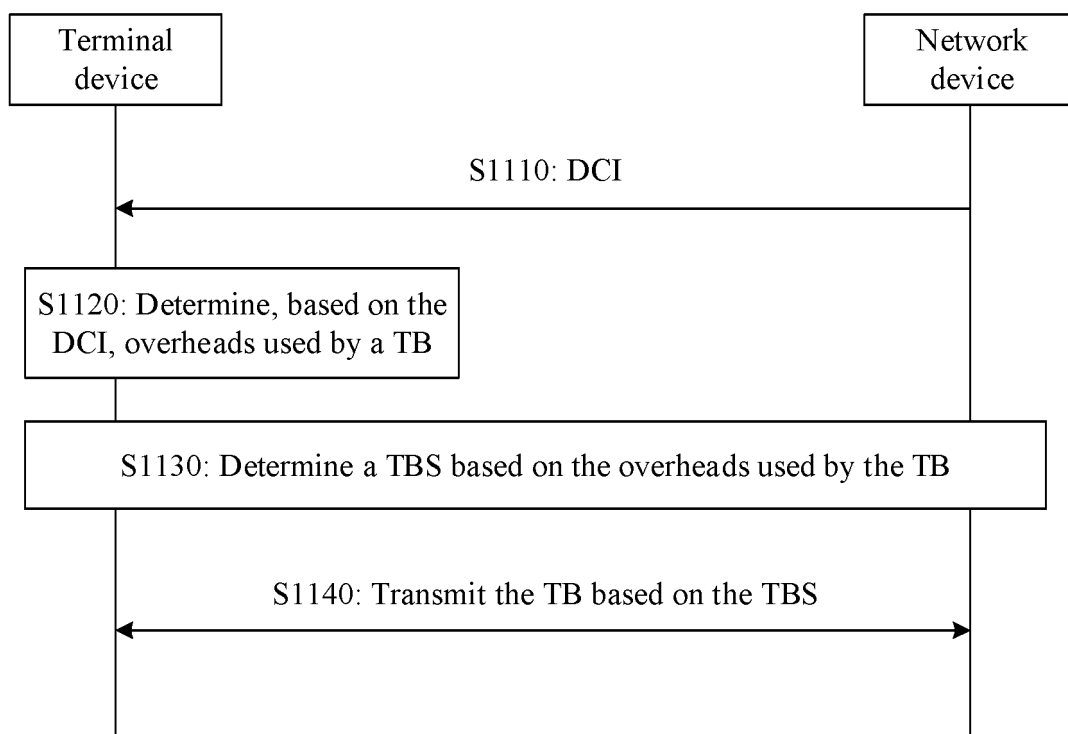 Terminal
device
Network
device
S1110: DCI
S1120: Determine, based on the
DCI, overheads used by a TB
S1130: Determine a TBS based on the overheads used by the TB
S1140: Transmit the TB based on the TBS